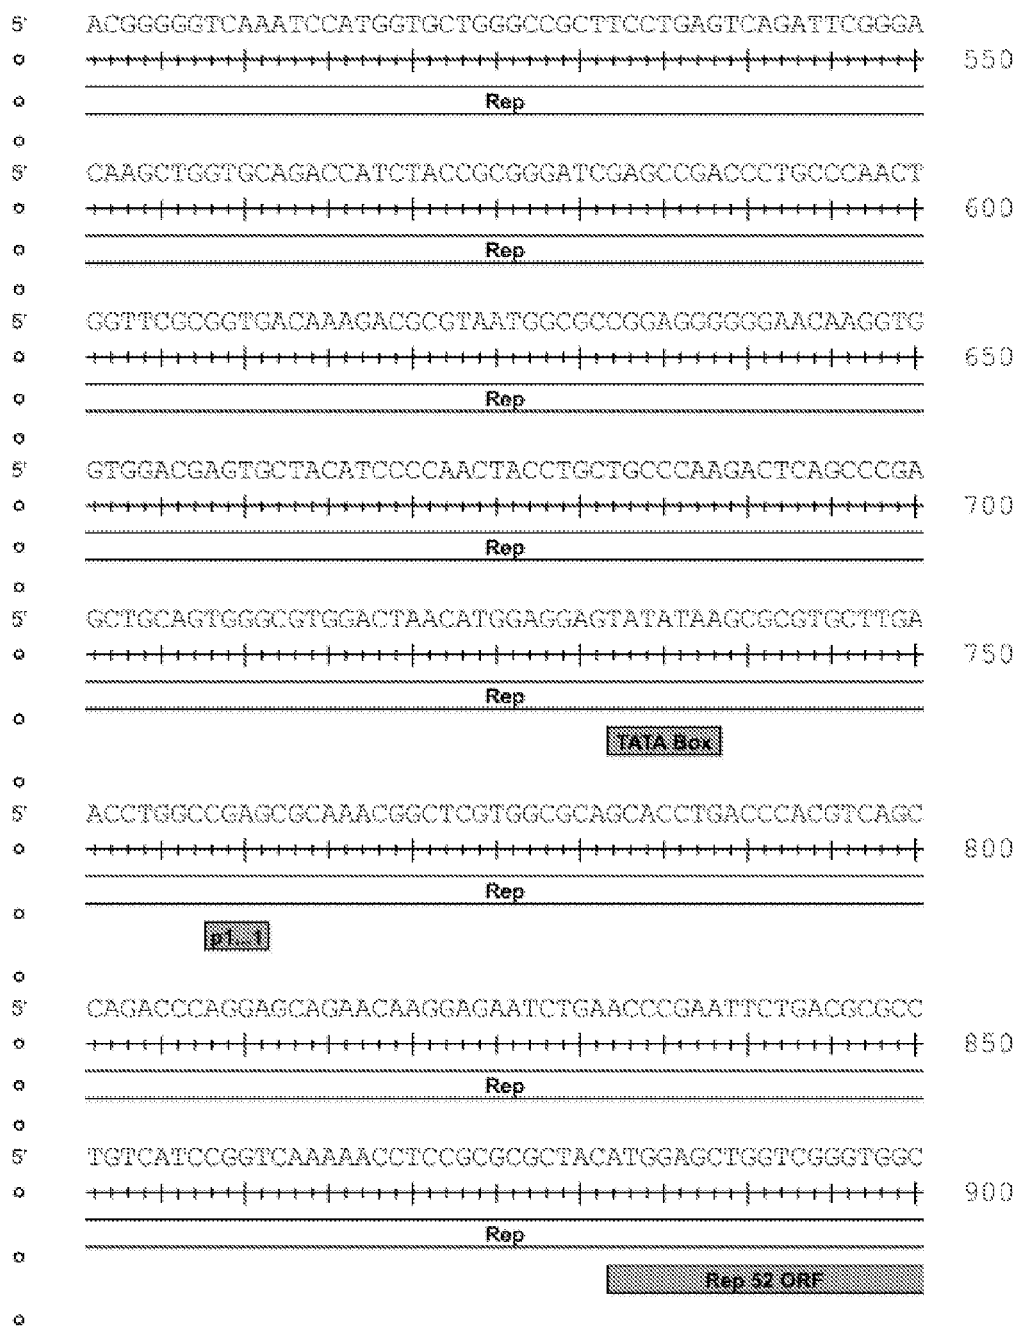 5' ACGGGGGTCAAATCCATGGTGCTGGGCCGCTTCCTGAGTCAGATTCGGGA
550
Rep
5' CAAGCTGGTGCAGACCATCTACCGCGGGATCGAGCCGACCCTGCCCAACT
600
Rep
5' GGTTCGCGGTGACAAAGACGCGTAATGGCGCCGGAGGGGGGAACAAGGTG
650
Rep
5' GTGGACGAGTGCTACATCCCCAACTACCTGCTGCCCAAGACTCAGCCCGA
700
Rep
5' GCTGCAGTGGGCGTGGACTAACATGGAGGAGTATATAAGCGCGTGCTTGA
750
Rep
TATA Box
5' ACCTGGCCGAGCGCAAACGGCTCGTGGCGCAGCACCTGACCCACGTCAGC
800
Rep
p1...1
5' CAGACCCAGGAGCAGAACAAGGAGAATCTGAACCCGAATTCTGACGCGCC
850
Rep
5' TGTCATCCGGTCAAAAACCTCCGCGCGCTACATGGAGCTGGTCGGGTGGC
900
Rep
Rep 52 ORF